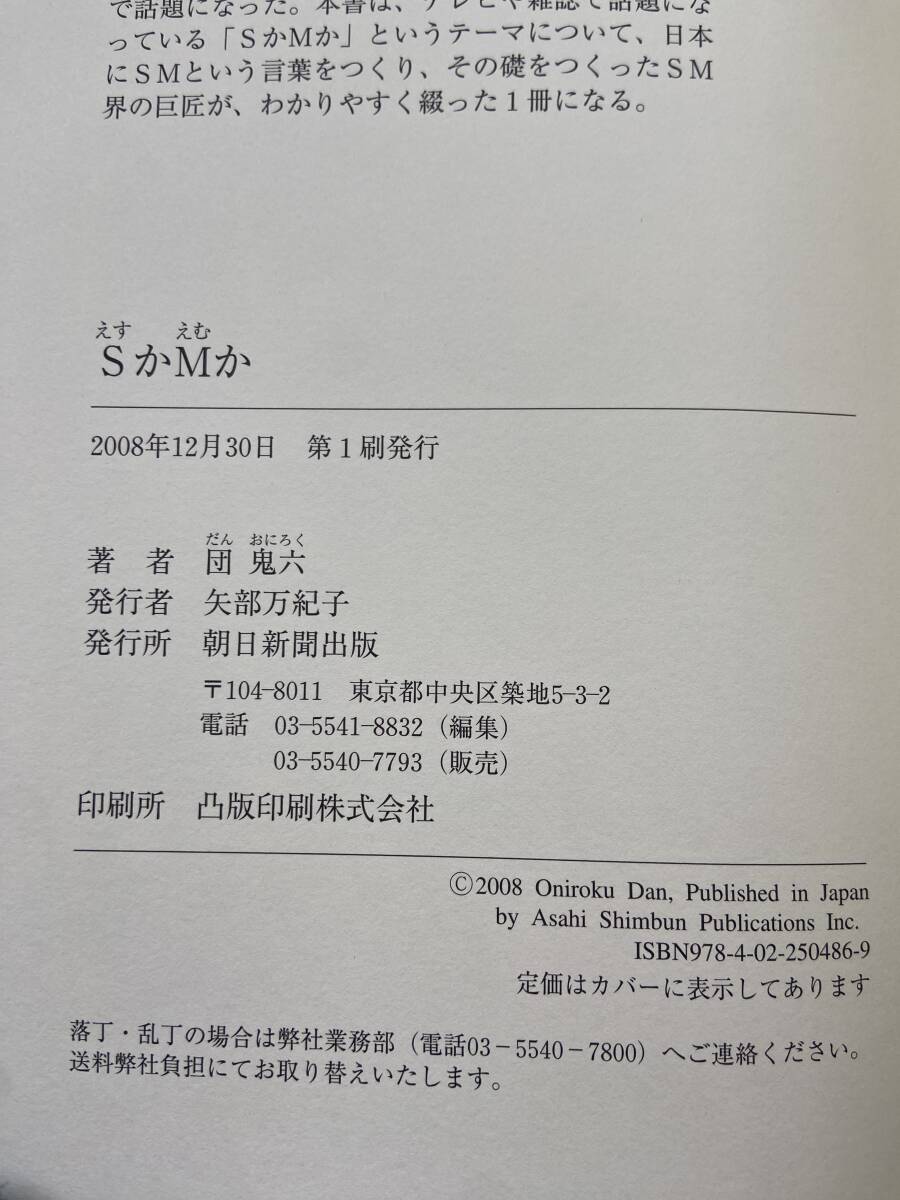 で話題になった。本書は、テレビや雑誌で話題にな
っている「ＳかＭか」というテーマについて、日本
にＳＭという言葉をつくり、その礎をつくったＳＭ
界の巨匠が、わかりやすく綴った１冊になる。
えす えむ
ＳかＭか
2008年12月30日 第１刷発行
だん おにろく
著 者 団 鬼六
発行者 矢部万紀子
発行所 朝日新聞出版
〒104-8011 東京都中央区築地5-3-2
電話 03-5541-8832（編集）
03-5540-7793（販売）
印刷所 凸版印刷株式会社
©2008 Oniroku Dan, Published in Japan
by Asahi Shimbun Publications Inc.
ISBN978-4-02-250486-9
定価はカバーに表示してあります
落丁・乱丁の場合は弊社業務部（電話03－5540－7800）へご連絡ください。
送料弊社負担にてお取り替えいたします。